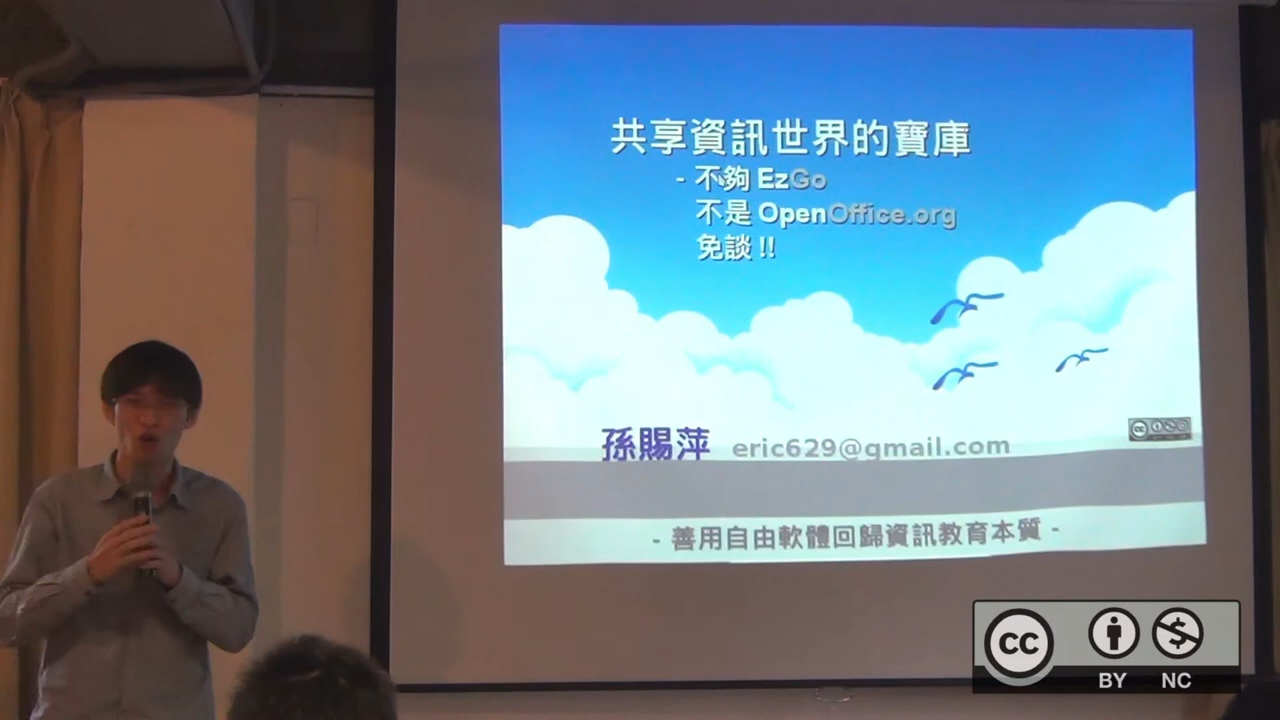 共享資訊世界的寶庫
- 不夠 EzGo
不是 OpenOffice.org
免談 !!
孫賜萍 eric629@gmail.com
- 善用自由軟體回歸資訊教育本質 -
cc
BY NC